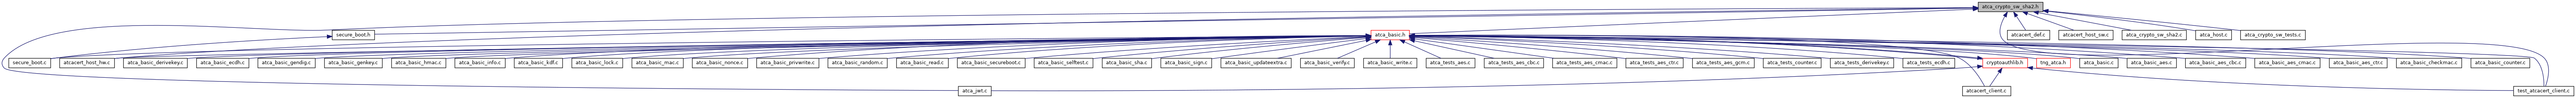 atca_crypto_sw_sha2.h
secure_boot.h
atca_basic.h
atcacert_def.c
atcacert_host_sw.c
atca_crypto_sw_sha2.c
atca_host.c
atca_crypto_sw_tests.c
secure_boot.c
atcacert_host_hw.c
atca_basic_derivekey.c
atca_basic_ecdh.c
atca_basic_gendig.c
atca_basic_genkey.c
atca_basic_hmac.c
atca_basic_info.c
atca_basic_kdf.c
atca_basic_lock.c
atca_basic_mac.c
atca_basic_nonce.c
atca_basic_privwrite.c
atca_basic_random.c
atca_basic_read.c
atca_basic_secureboot.c
atca_basic_selftest.c
atca_basic_sha.c
atca_basic_sign.c
atca_basic_updateextra.c
atca_basic_verify.c
atca_basic_write.c
atca_tests_aes.c
atca_tests_aes_cbc.c
atca_tests_aes_cmac.c
atca_tests_aes_ctr.c
atca_tests_aes_gcm.c
atca_tests_counter.c
atca_tests_derivekey.c
atca_tests_ecdh.c
cryptoauthlib.h
tng_atca.h
atca_basic.c
atca_basic_aes.c
atca_basic_aes_cbc.c
atca_basic_aes_cmac.c
atca_basic_aes_ctr.c
atca_basic_checkmac.c
atca_basic_counter.c
atca_jwt.c
atcacert_client.c
test_atcacert_client.c